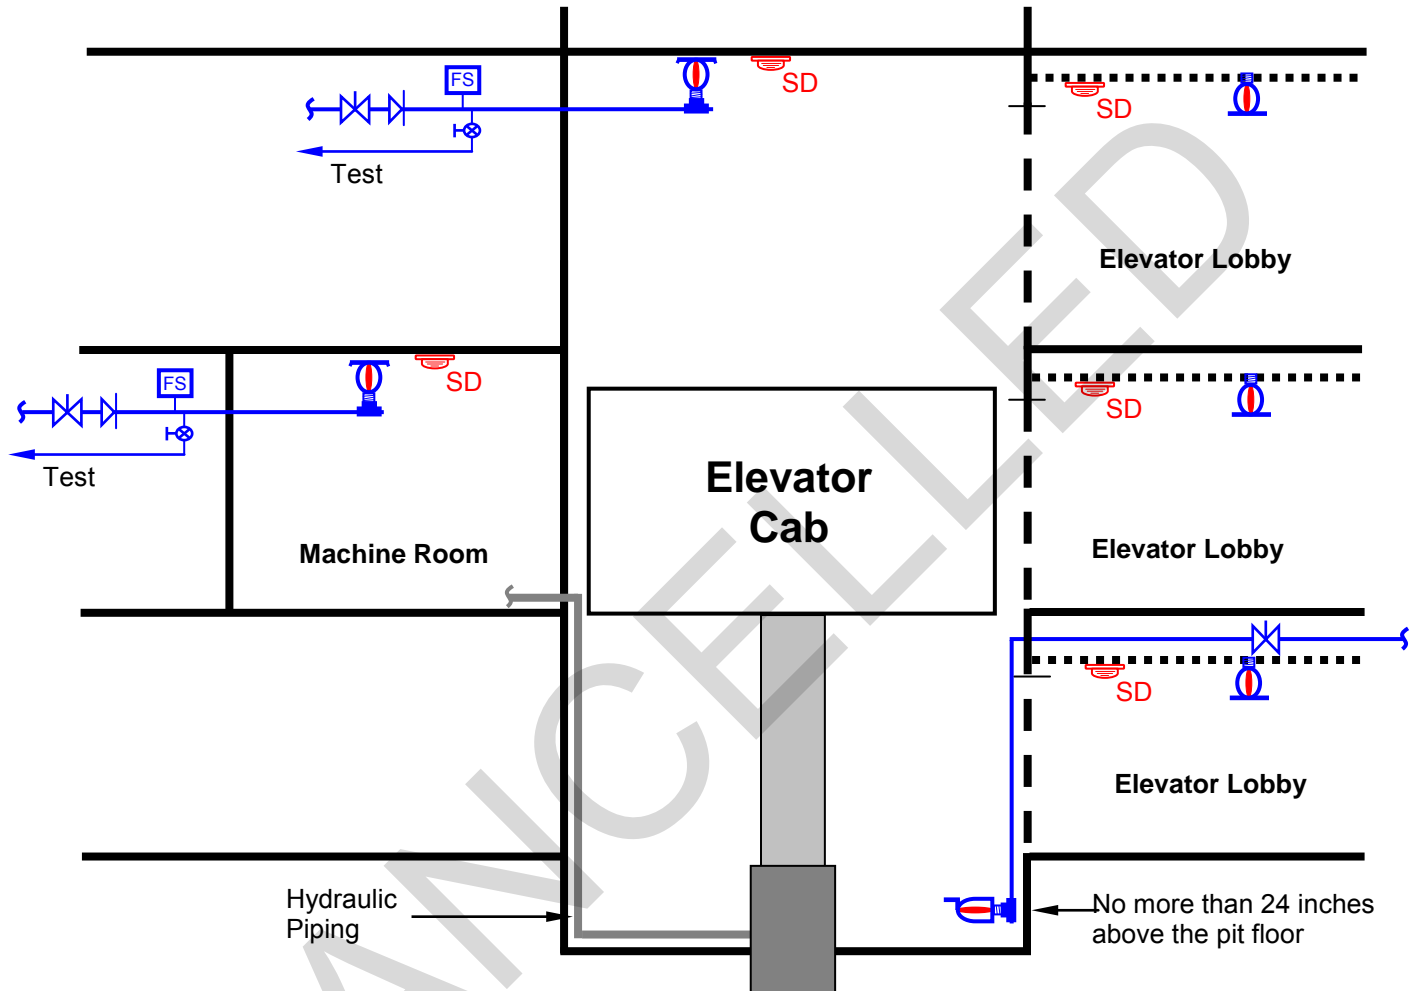 FS
SD
SD
Test
Elevator Lobby
FS
SD
SD
Test
Elevator
Cab
Machine Room
Elevator Lobby
SD
Elevator Lobby
Hydraulic
Piping
No more than 24 inches
above the pit floor
ANCELLED